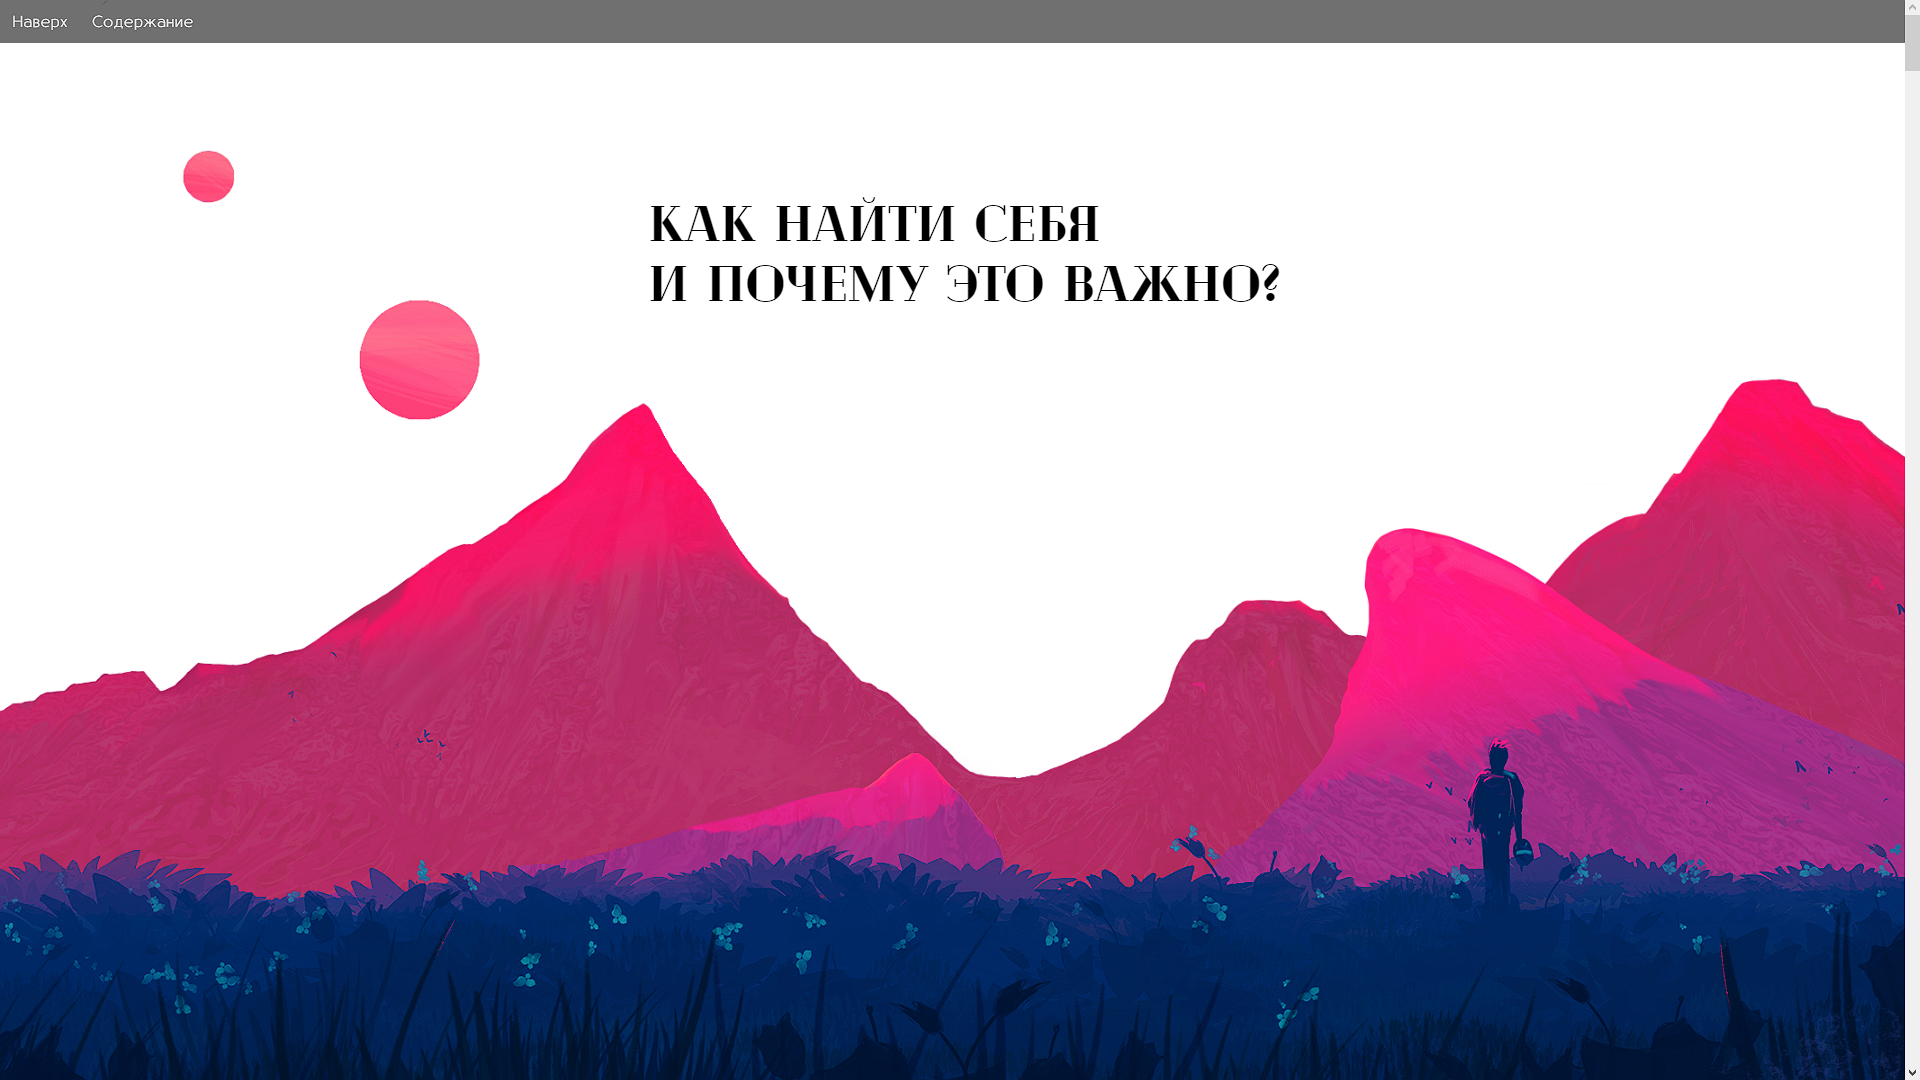 Наверх Содержание
КАК НАЙТИ СЕБЯ
И ПОЧЕМУ ЭТО ВАЖНО?